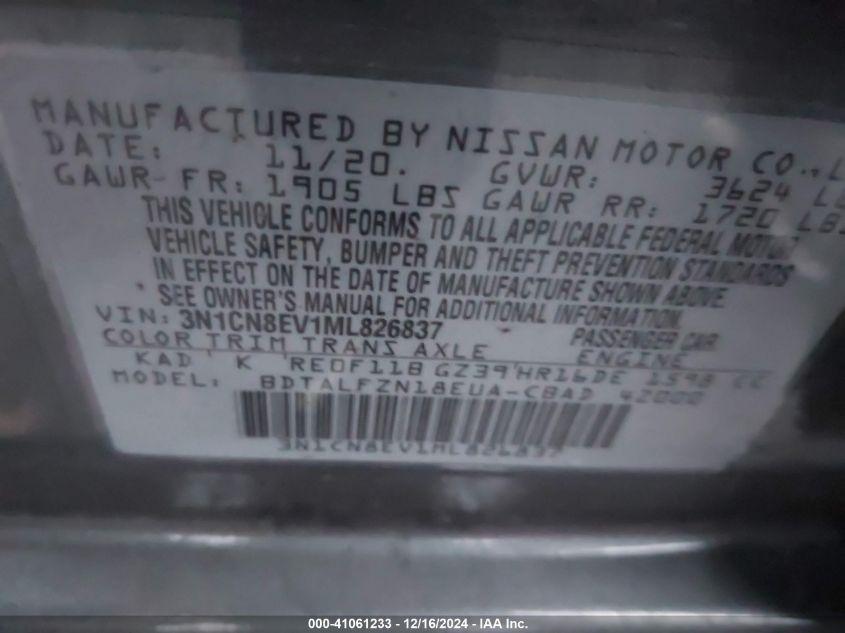 MANUFACTURED BY NISSAN MOTOR CO.,L
DATE: 11/20. GVWR: 3624 L
GAWR FR: 1905 LBS GAWR RR: 1720 LBS
THIS VEHICLE CONFORMS TO ALL APPLICABLE FEDERAL MOTOR
VEHICLE SAFETY, BUMPER AND THEFT PREVENTION STANDARDS
IN EFFECT ON THE DATE OF MANUFACTURE SHOWN ABOVE
* SEE OWNER'S MANUAL FOR ADDITIONAL INFORMATION.
VIN: 3N1CN8EV1ML826837 PASSENGER CAR
COLOR TRIM TRANS AXLE ENGINE
KAD K RE0F11B GZ39 HR16DE 1598 CC
MODEL: BDTALFZN18EUA-CBAD 42000
3N1CN8EV1ML826837
000-41061233 - 12/16/2024 - IAA Inc.